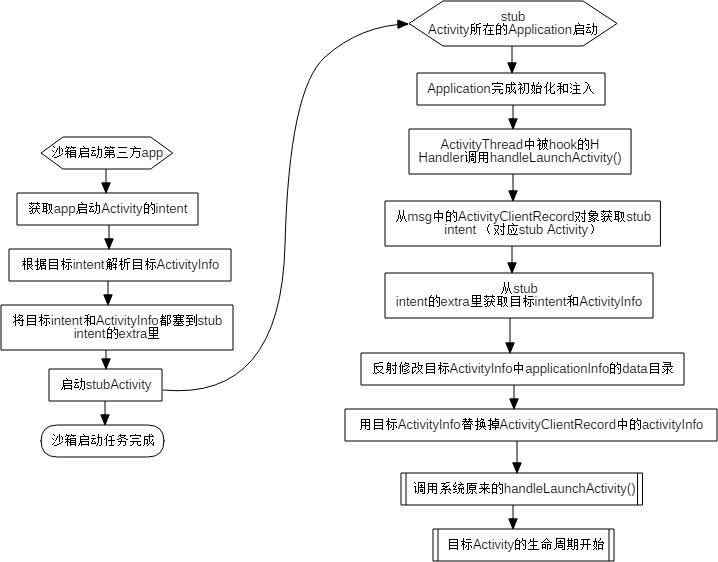 沙箱启动第三方app
获取app启动Activity的intent
根据目标intent解析目标ActivityInfo
将目标intent和ActivityInfo都塞到stub
intent的extra里
启动stubActivity
沙箱启动任务完成
stub
Activity所在的Application启动
Application完成初始化和注入
ActivityThread中被hook的H
Handler调用handleLaunchActivity()
从msg中的ActivityClientRecord对象获取stub
intent （对应stub Activity）
从stub
intent的extra里获取目标intent和ActivityInfo
反射修改目标ActivityInfo中applicationInfo的data目录
用目标ActivityInfo替换掉ActivityClientRecord中的activityInfo
调用系统原来的handleLaunchActivity()
目标Activity的生命周期开始